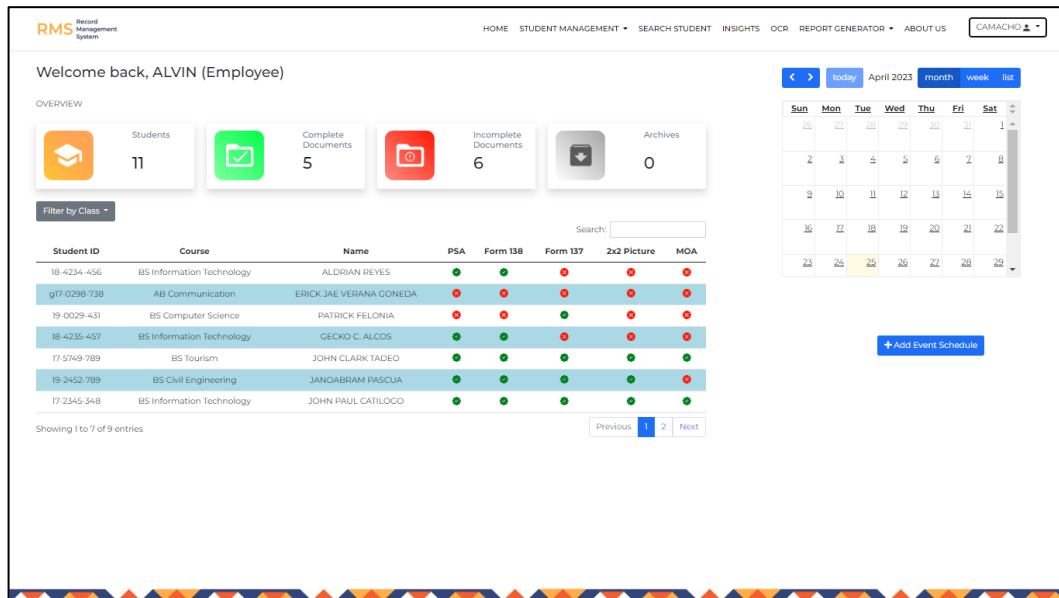 RMS Record Management System
HOME STUDENT MANAGEMENT SEARCH STUDENT INSIGHTS OCR REPORT GENERATOR ABOUT US CAMACHO
Welcome back, ALVIN (Employee)
OVERVIEW
Students
11
Complete Documents
5
Incomplete Documents
6
Archives
0
Filter by Class
Search:
Student ID Course Name PSA Form 138 Form 137 2x2 Picture MOA
18-4234-456 BS Information Technology ALDRIAN REYES
g17-0298-738 AB Communication ERICK JAE VERANA GONEDA
19-0029-431 BS Computer Science PATRICK FELONIA
18-4235-457 BS Information Technology GECKO C. ALCOS
17-5749-789 BS Tourism JOHN CLARK TADEO
19-2452-789 BS Civil Engineering JANOABRAM PASCUA
17-2345-348 BS Information Technology JOHN PAUL CATILOGO
Showing 1 to 7 of 9 entries
Previous 1 2 Next
today April 2023 month week list
Sun Mon Tue Wed Thu Fri Sat
26 27 28 29 30 31 1
2 3 4 5 6 7 8
9 10 11 12 13 14 15
16 17 18 19 20 21 22
23 24 25 26 27 28 29
+ Add Event Schedule